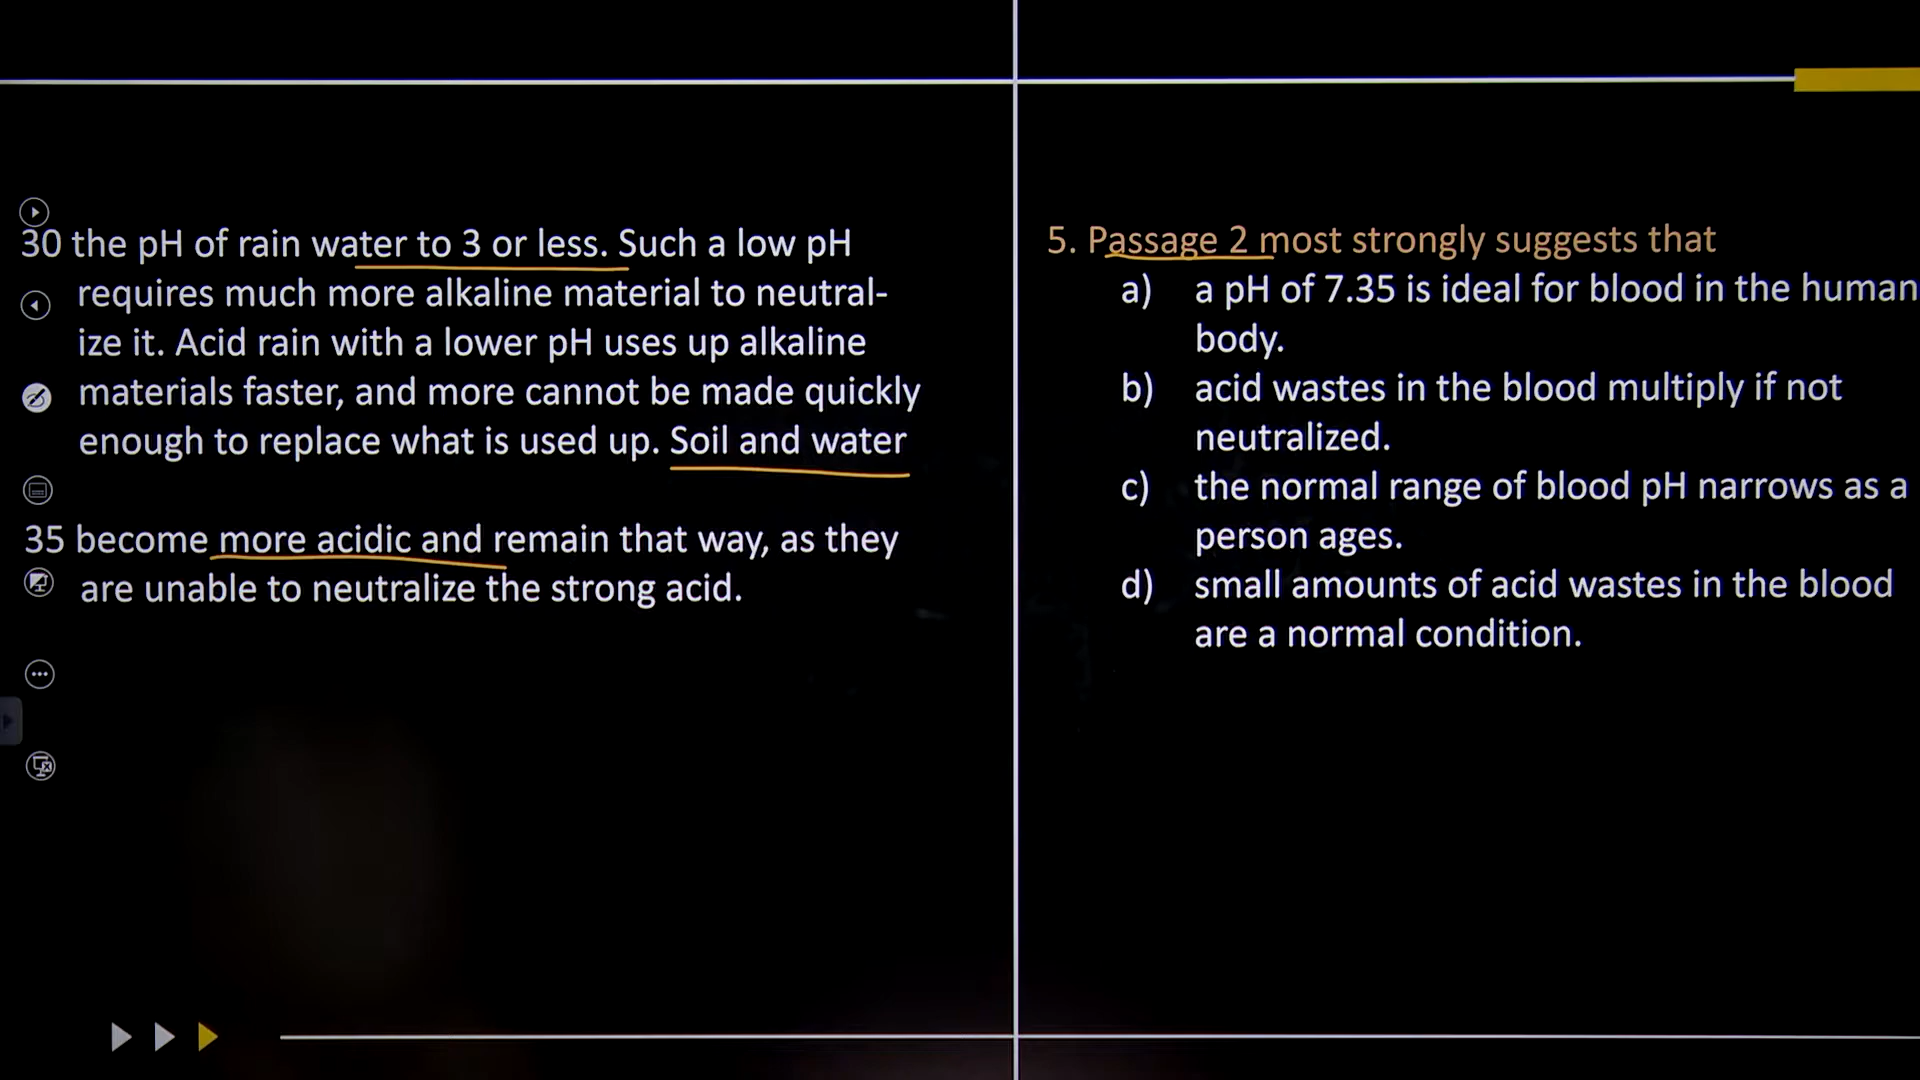 30 the pH of rain water to 3 or less. Such a low pH
requires much more alkaline material to neutral-
ize it. Acid rain with a lower pH uses up alkaline
materials faster, and more cannot be made quickly
enough to replace what is used up. Soil and water
35 become more acidic and remain that way, as they
are unable to neutralize the strong acid.
5. Passage 2 most strongly suggests that
a) a pH of 7.35 is ideal for blood in the human
body.
b) acid wastes in the blood multiply if not
neutralized.
c) the normal range of blood pH narrows as a
person ages.
d) small amounts of acid wastes in the blood
are a normal condition.